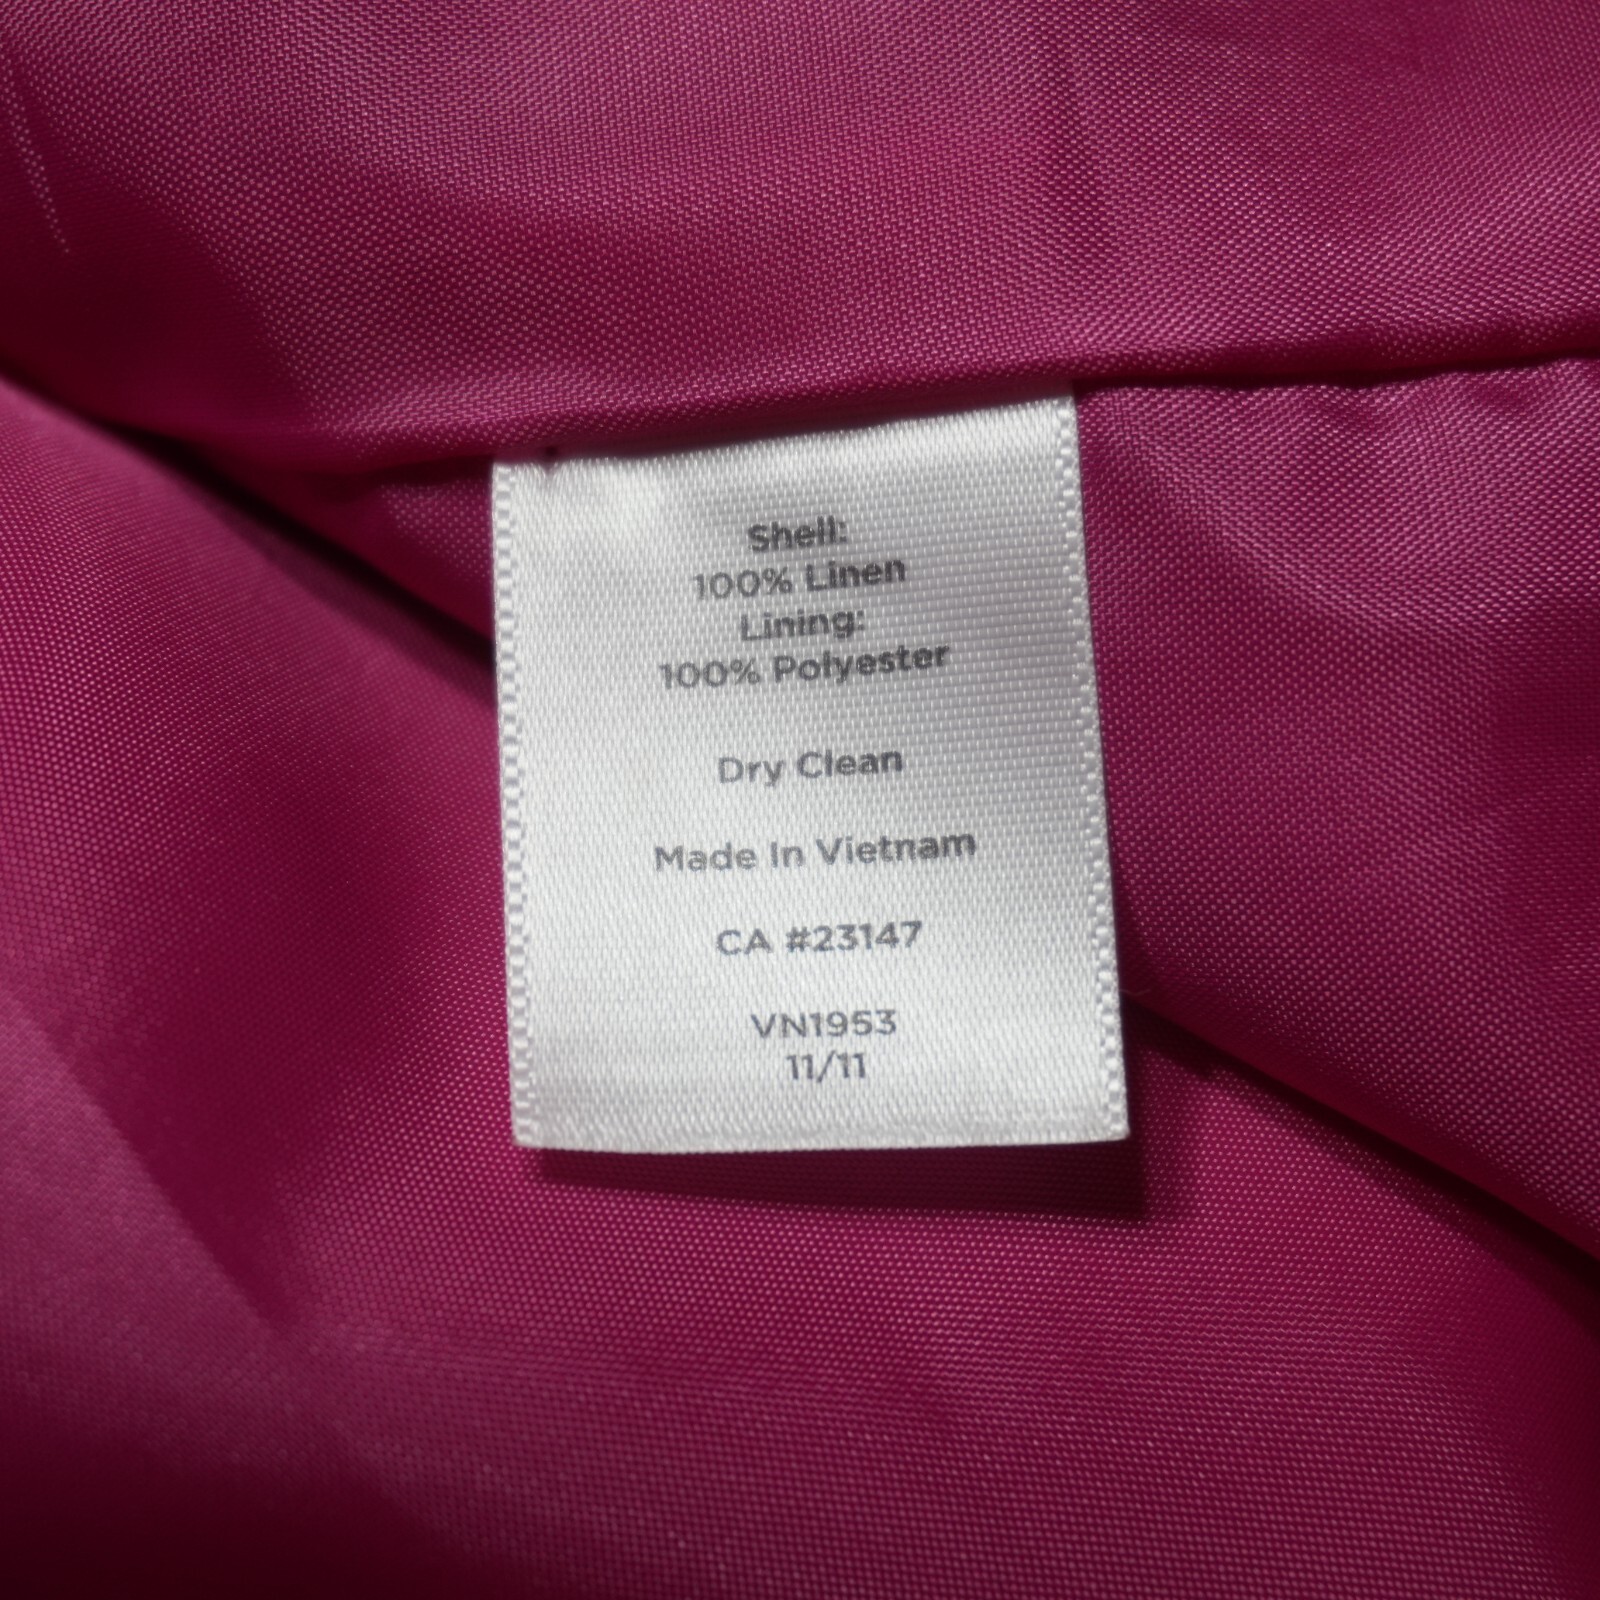 Shell:
100% Linen
Lining:
100% Polyester
Dry Clean
Made In Vietnam
CA #23147
VN1953
11/11